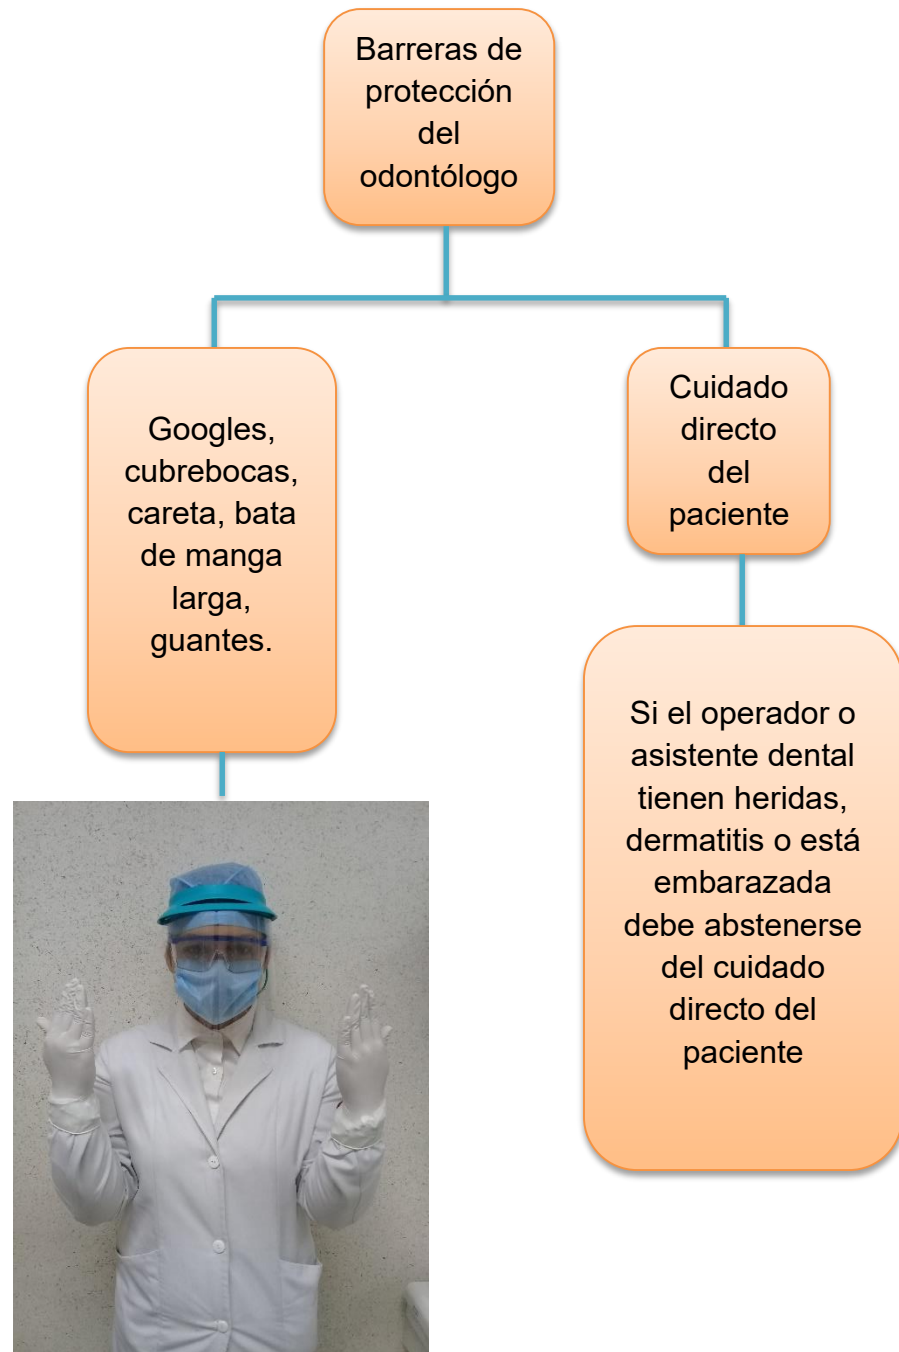 Barreras de
protección
del
odontólogo
Googles,
cubrebocas,
careta, bata
de manga
larga,
guantes.
Cuidado
directo
del
paciente
Si el operador o
asistente dental
tienen heridas,
dermatitis o está
embarazada
debe abstenerse
del cuidado
directo del
paciente